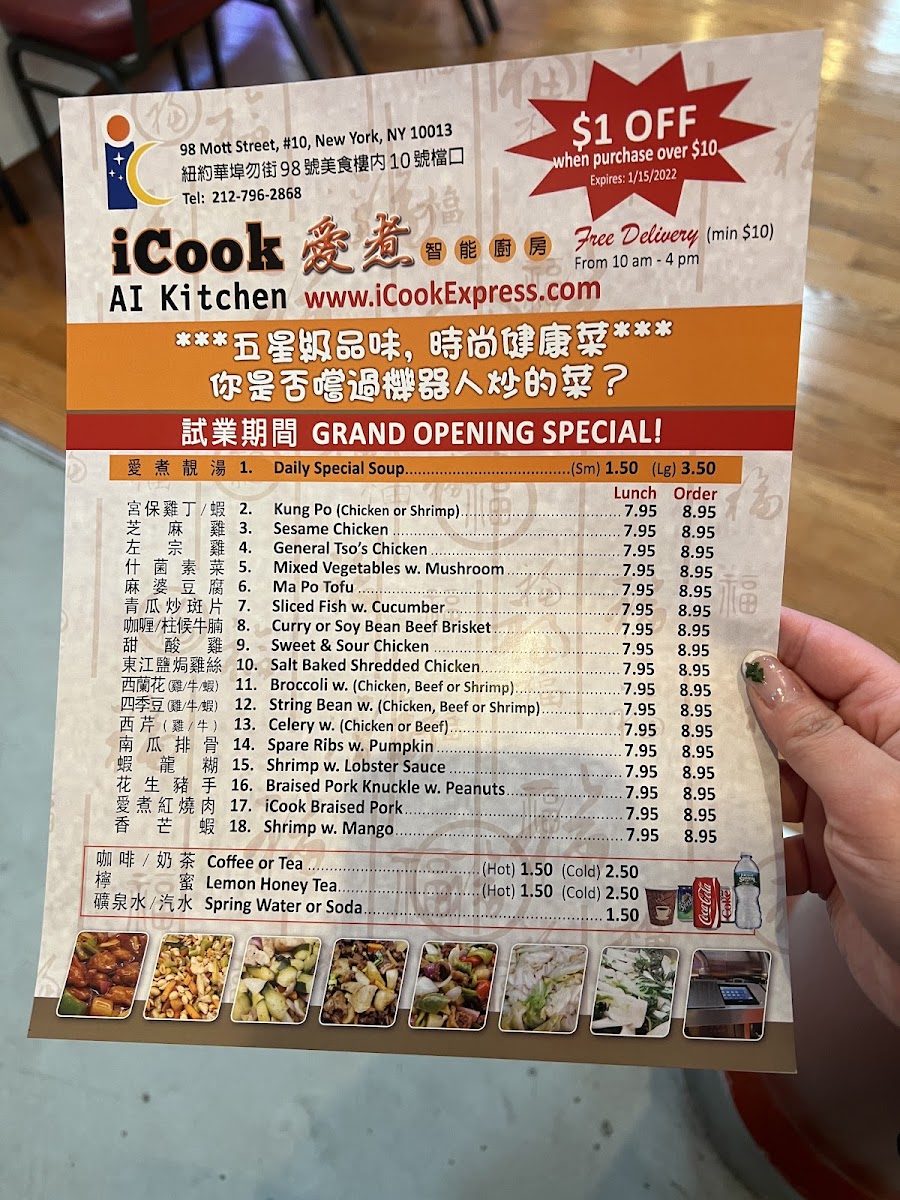 98 Mott Street, #10, New York, NY 10013
紐約華埠勿街98號美食樓內10號檔口
Tel: 212-796-2868
$1 OFF
when purchase over $10
Expires: 1/15/2022
iCook 愛煮 智能廚房
AI Kitchen www.iCookExpress.com
Free Delivery (min $10)
From 10 am - 4 pm
***五星級品味, 時尚健康菜***
你是否嚐過機器人炒的菜？
試業期間 GRAND OPENING SPECIAL!
愛煮靚湯 1. Daily Special Soup (Sm) 1.50 (Lg) 3.50
Lunch Order
宮保雞丁/蝦 2. Kung Po (Chicken or Shrimp) 7.95 8.95
芝麻雞 3. Sesame Chicken 7.95 8.95
左宗雞 4. General Tso's Chicken 7.95 8.95
什菌素菜 5. Mixed Vegetables w. Mushroom 7.95 8.95
麻婆豆腐 6. Ma Po Tofu 7.95 8.95
青瓜炒斑片 7. Sliced Fish w. Cucumber 7.95 8.95
咖喱/柱候牛腩 8. Curry or Soy Bean Beef Brisket 7.95 8.95
甜酸雞 9. Sweet & Sour Chicken 7.95 8.95
東江鹽焗雞絲 10. Salt Baked Shredded Chicken 7.95 8.95
西蘭花(雞/牛/蝦) 11. Broccoli w. (Chicken, Beef or Shrimp) 7.95 8.95
四季豆(雞/牛/蝦) 12. String Bean w. (Chicken, Beef or Shrimp) 7.95 8.95
西芹(雞/牛) 13. Celery w. (Chicken or Beef) 7.95 8.95
南瓜排骨 14. Spare Ribs w. Pumpkin 7.95 8.95
蝦龍糊 15. Shrimp w. Lobster Sauce 7.95 8.95
花生豬手 16. Braised Pork Knuckle w. Peanuts 7.95 8.95
愛煮紅燒肉 17. iCook Braised Pork 7.95 8.95
香芒蝦 18. Shrimp w. Mango 7.95 8.95
咖啡/奶茶 Coffee or Tea (Hot) 1.50 (Cold) 2.50
檸蜜 Lemon Honey Tea (Hot) 1.50 (Cold) 2.50
礦泉水/汽水 Spring Water or Soda 1.50
Coca-Cola
Coke